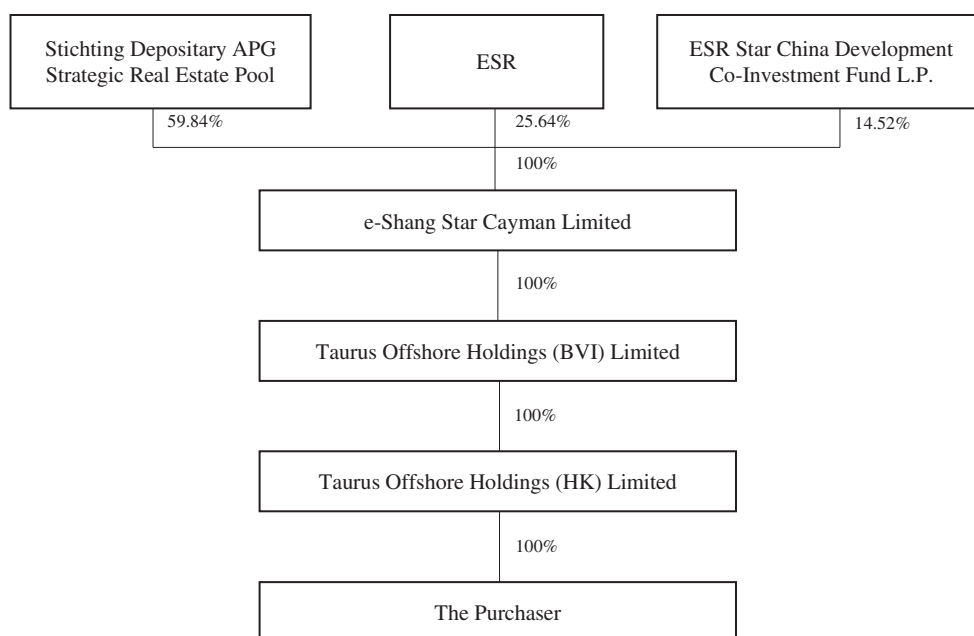 Stichting Depositary APG
Strategic Real Estate Pool
ESR
ESR Star China Development
Co-Investment Fund L.P.
59.84%
25.64%
14.52%
100%
e-Shang Star Cayman Limited
100%
Taurus Offshore Holdings (BVI) Limited
100%
Taurus Offshore Holdings (HK) Limited
100%
The Purchaser